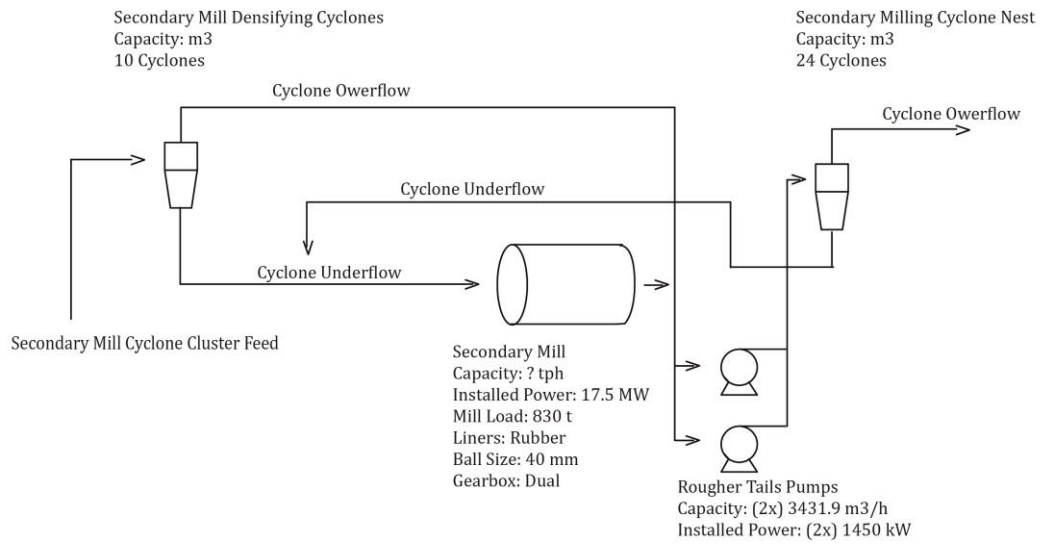 Secondary Mill Densifying Cyclones
Capacity: m3
10 Cyclones
Secondary Milling Cyclone Nest
Capacity: m3
24 Cyclones
Cyclone Owerflow
Cyclone Owerflow
Cyclone Underflow
Cyclone Underflow
Secondary Mill Cyclone Cluster Feed
Secondary Mill
Capacity: ? tph
Installed Power: 17.5 MW
Mill Load: 830 t
Liners: Rubber
Ball Size: 40 mm
Gearbox: Dual
Rougher Tails Pumps
Capacity: (2x) 3431.9 m3/h
Installed Power: (2x) 1450 kW